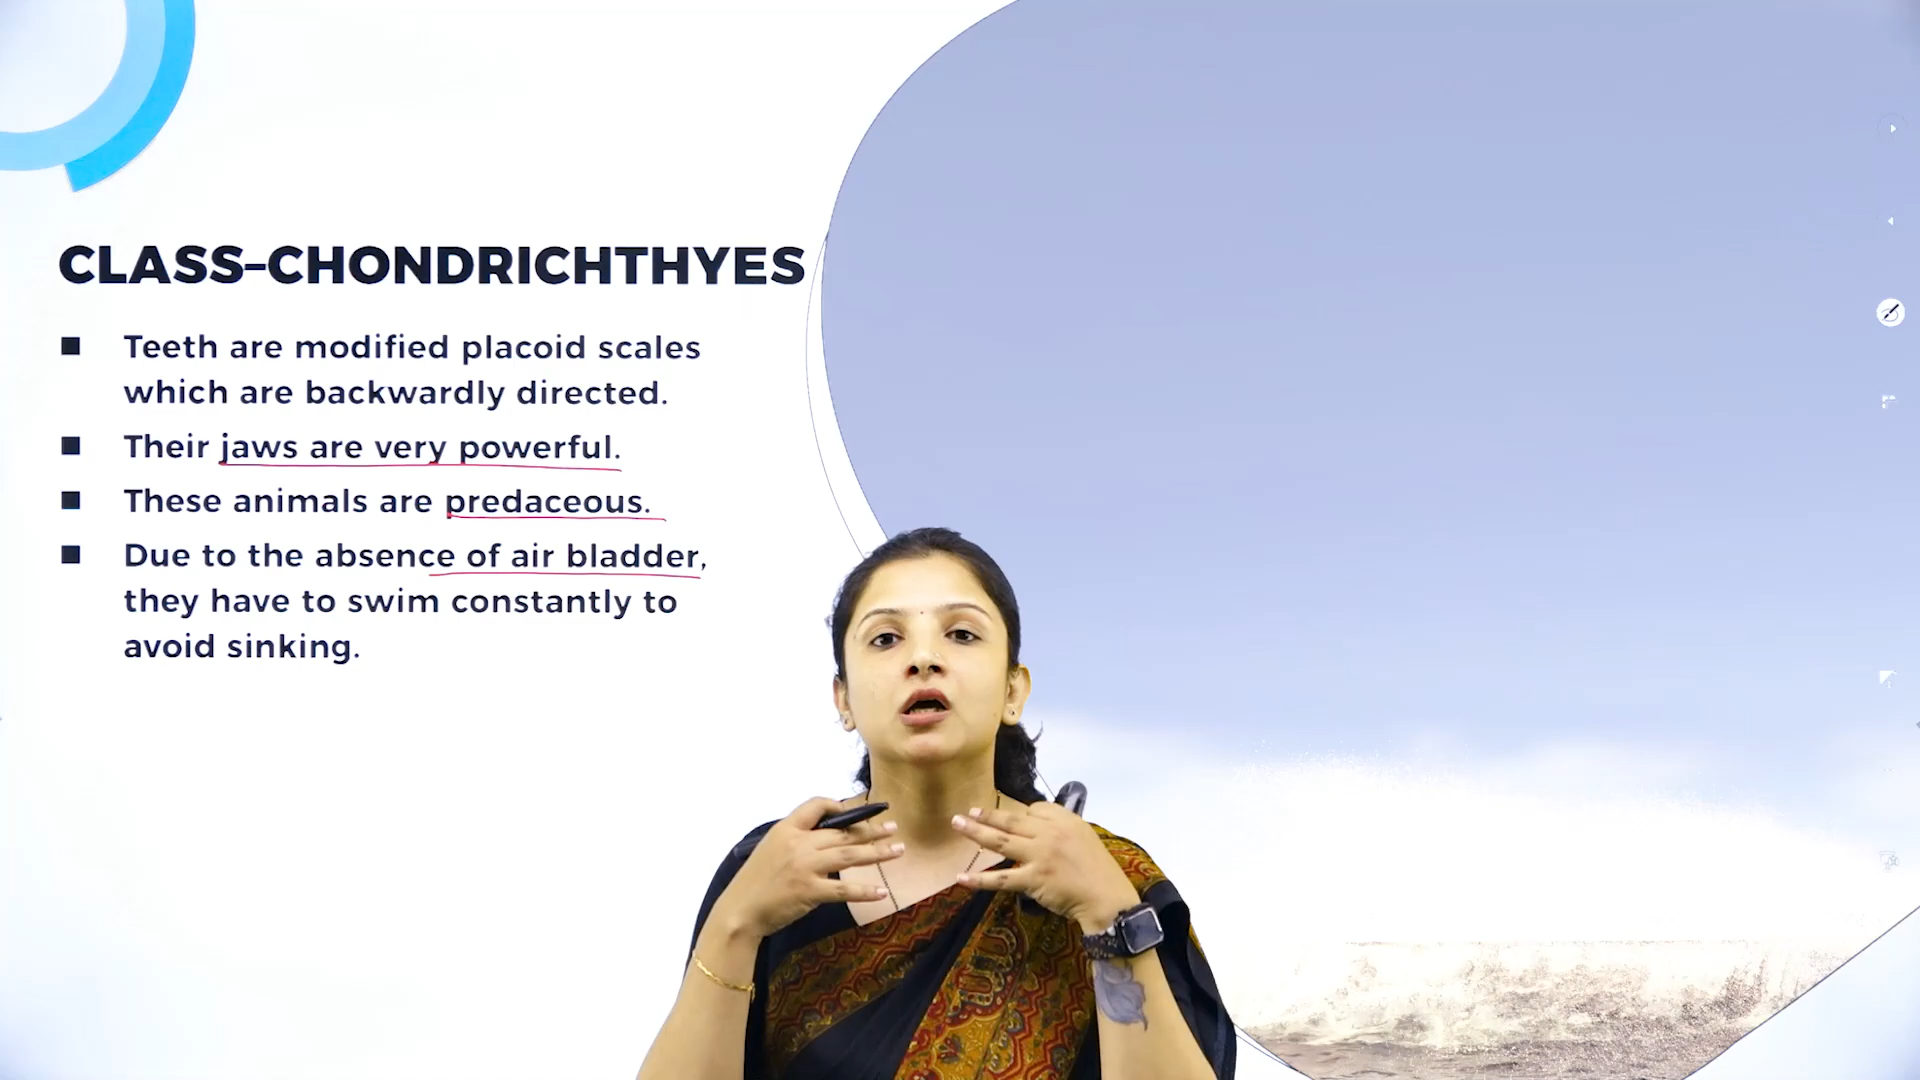 CLASS–CHONDRICHTHYES
■ Teeth are modified placoid scales
which are backwardly directed.
■ Their jaws are very powerful.
■ These animals are predaceous.
■ Due to the absence of air bladder,
they have to swim constantly to
avoid sinking.